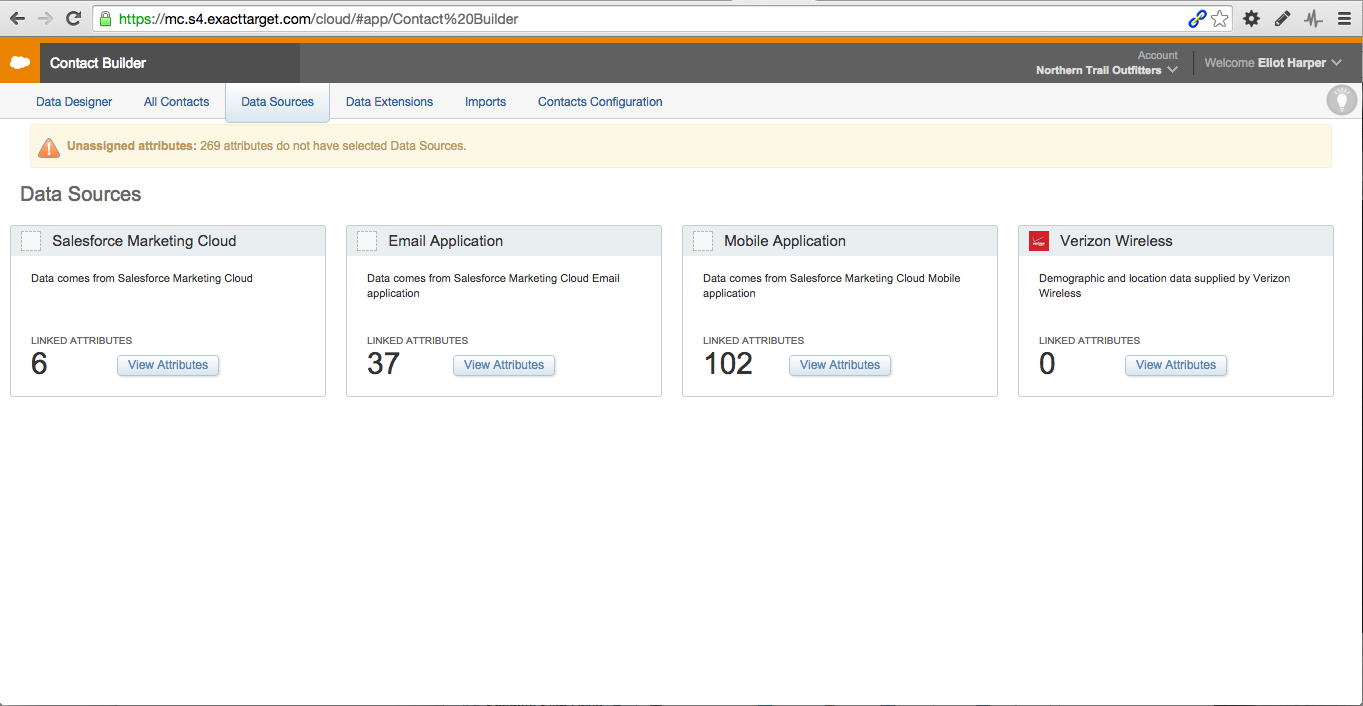 https://mc.s4.exacttarget.com/cloud/#app/Contact%20Builder
Contact Builder
Account
Northern Trail Outfitters
Welcome Eliot Harper
Data Designer All Contacts Data Sources Data Extensions Imports Contacts Configuration
Unassigned attributes: 269 attributes do not have selected Data Sources.
Data Sources
Salesforce Marketing Cloud
Data comes from Salesforce Marketing Cloud
LINKED ATTRIBUTES
6 View Attributes
Email Application
Data comes from Salesforce Marketing Cloud Email
application
LINKED ATTRIBUTES
37 View Attributes
Mobile Application
Data comes from Salesforce Marketing Cloud Mobile
application
LINKED ATTRIBUTES
102 View Attributes
Verizon Wireless
Demographic and location data supplied by Verizon
Wireless
LINKED ATTRIBUTES
0 View Attributes